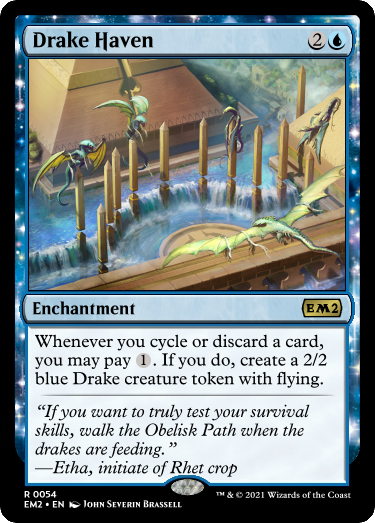 Drake Haven 2
Enchantment EM2
Whenever you cycle or discard a card,
you may pay 1. If you do, create a 2/2
blue Drake creature token with flying.
“If you want to truly test your survival
skills, walk the Obelisk Path when the
drakes are feeding.”
—Etha, initiate of Rhet crop
R 0054
EM2 • EN John Severin Brassell
™ & © 2021 Wizards of the Coast